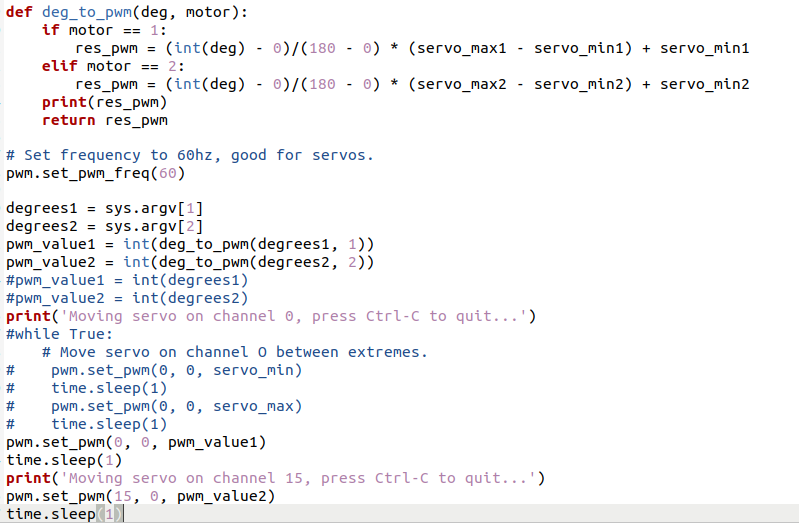 def deg_to_pwm(deg, motor):
    if motor == 1:
        res_pwm = (int(deg) - 0)/(180 - 0) * (servo_max1 - servo_min1) + servo_min1
    elif motor == 2:
        res_pwm = (int(deg) - 0)/(180 - 0) * (servo_max2 - servo_min2) + servo_min2
    print(res_pwm)
    return res_pwm

# Set frequency to 60hz, good for servos.
pwm.set_pwm_freq(60)

degrees1 = sys.argv[1]
degrees2 = sys.argv[2]
pwm_value1 = int(deg_to_pwm(degrees1, 1))
pwm_value2 = int(deg_to_pwm(degrees2, 2))
#pwm_value1 = int(degrees1)
#pwm_value2 = int(degrees2)
print('Moving servo on channel 0, press Ctrl-C to quit...')
#while True:
    # Move servo on channel O between extremes.
#    pwm.set_pwm(0, 0, servo_min)
#    time.sleep(1)
#    pwm.set_pwm(0, 0, servo_max)
#    time.sleep(1)
pwm.set_pwm(0, 0, pwm_value1)
time.sleep(1)
print('Moving servo on channel 15, press Ctrl-C to quit...')
pwm.set_pwm(15, 0, pwm_value2)
time.sleep(1)